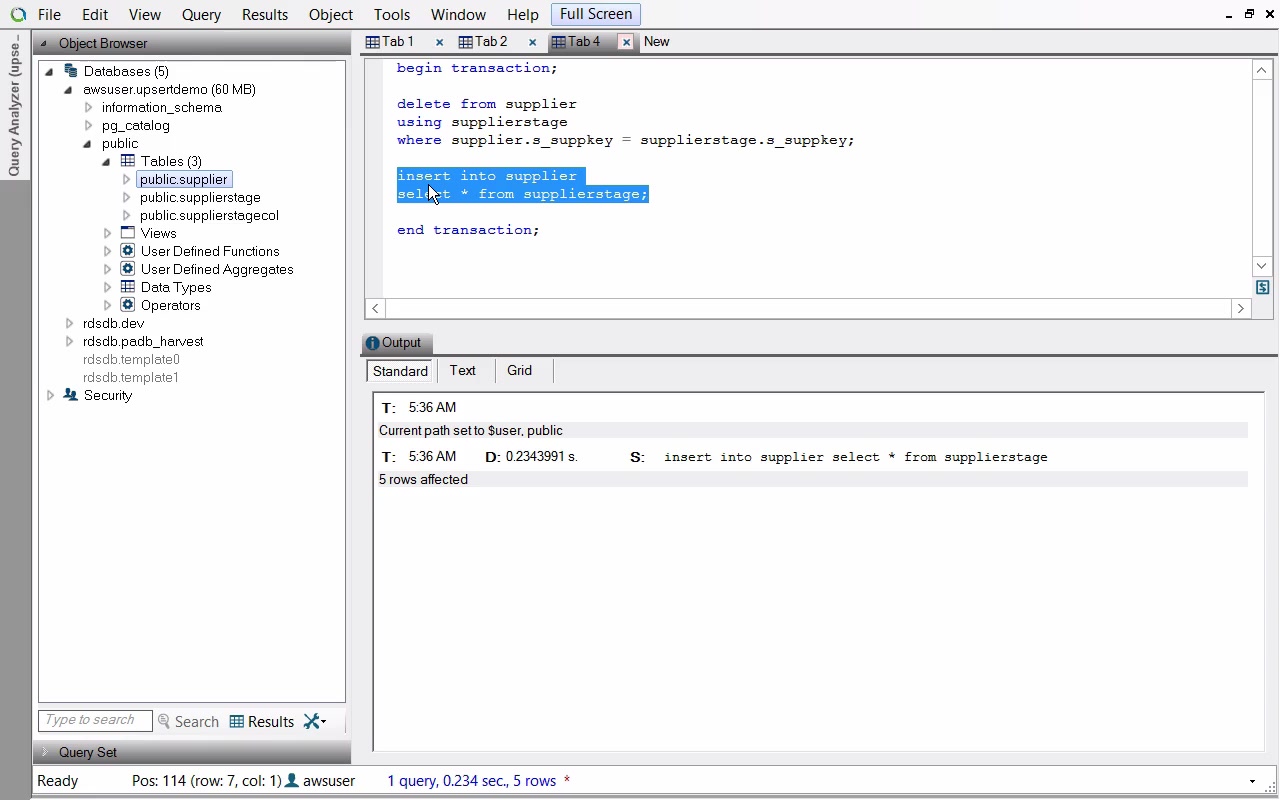 File Edit View Query Results Object Tools Window Help Full Screen
Query Analyzer (upse...
Object Browser
Databases (5)
awsuser.upsertdemo (60 MB)
information_schema
pg_catalog
public
Tables (3)
public.supplier
public.supplierstage
public.supplierstagecol
Views
User Defined Functions
User Defined Aggregates
Data Types
Operators
rdsdb.dev
rdsdb.padb_harvest
rdsdb.template0
rdsdb.template1
Security
Type to search Search Results
Query Set
Tab 1 Tab 2 Tab 4 New
begin transaction;
delete from supplier
using supplierstage
where supplier.s_suppkey = supplierstage.s_suppkey;
insert into supplier
select * from supplierstage;
end transaction;
Output
Standard Text Grid
T: 5:36 AM
Current path set to $user, public
T: 5:36 AM D: 0.2343991 s. S: insert into supplier select * from supplierstage
5 rows affected
Ready Pos: 114 (row: 7, col: 1) awsuser 1 query, 0.234 sec., 5 rows *